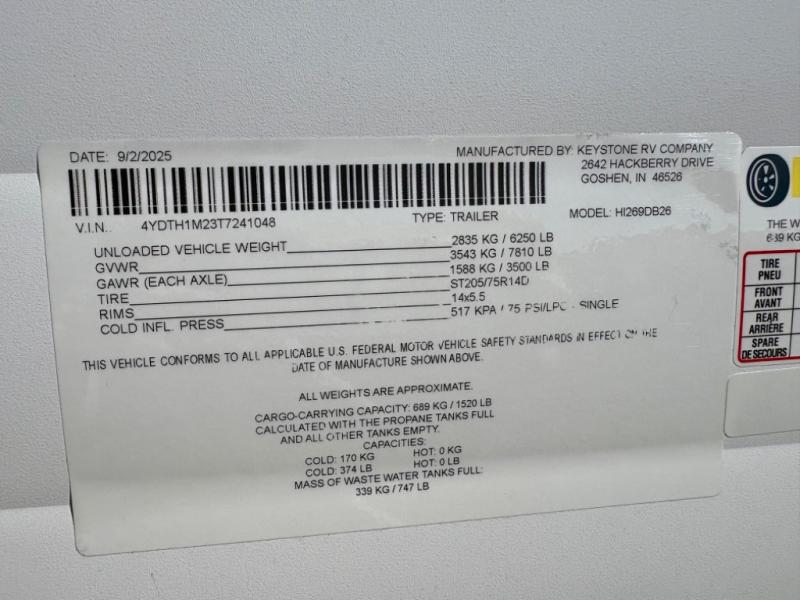 DATE: 9/2/2025
MANUFACTURED BY: KEYSTONE RV COMPANY
2642 HACKBERRY DRIVE
GOSHEN, IN 46526
V.I.N.. 4YDTH1M23T7241048 TYPE: TRAILER MODEL: HI269DB26
UNLOADED VEHICLE WEIGHT 2835 KG / 6250 LB
GVWR 3543 KG / 7810 LB
GAWR (EACH AXLE) 1588 KG / 3500 LB
TIRE ST205/75R14D
RIMS 14x5.5
COLD INFL. PRESS 517 KPA / 75 PSI/LPC - SINGLE
THIS VEHICLE CONFORMS TO ALL APPLICABLE U.S. FEDERAL MOTOR VEHICLE SAFETY STANDARDS IN EFFECT ON THE
DATE OF MANUFACTURE SHOWN ABOVE.
ALL WEIGHTS ARE APPROXIMATE.
CARGO-CARRYING CAPACITY: 689 KG / 1520 LB
CALCULATED WITH THE PROPANE TANKS FULL
AND ALL OTHER TANKS EMPTY.
CAPACITIES:
COLD: 170 KG HOT: 0 KG
COLD: 374 LB HOT: 0 LB
MASS OF WASTE WATER TANKS FULL:
339 KG / 747 LB
THE W
689 KG
TIRE
PNEU
FRONT
AVANT
REAR
ARRIÈRE
SPARE
DE SECOURS